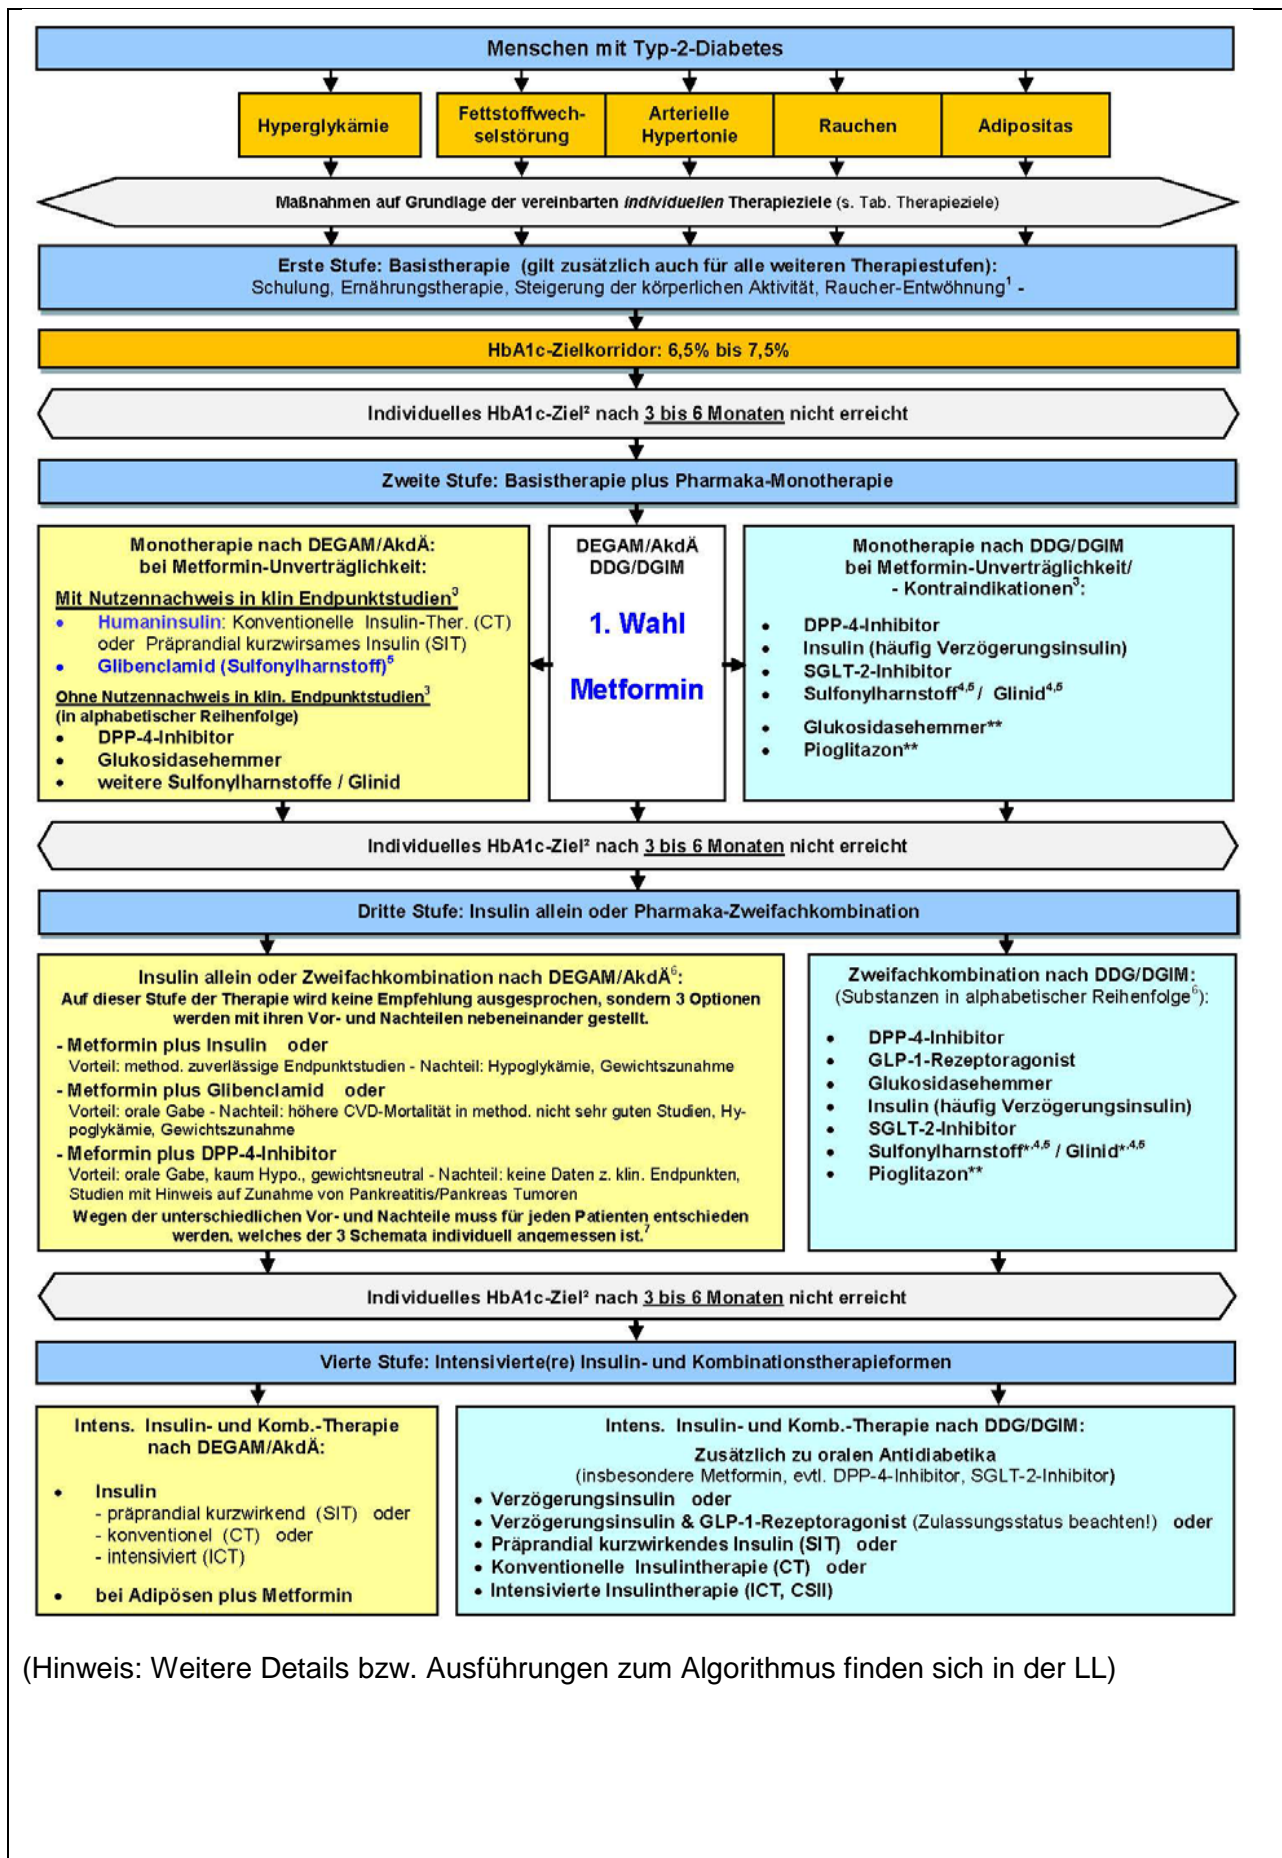 Menschen mit Typ-2-Diabetes
Hyperglykämie
Fettstoffwech-
selstörung
Arterielle
Hypertonie
Rauchen
Adipositas
Maßnahmen auf Grundlage der vereinbarten individuellen Therapieziele (s. Tab. Therapieziele)
Erste Stufe: Basistherapie (gilt zusätzlich auch für alle weiteren Therapiestufen):
Schulung, Ernährungstherapie, Steigerung der körperlichen Aktivität, Raucher-Entwöhnung¹ -
HbA1c-Zielkorridor: 6,5% bis 7,5%
Individuelles HbA1c-Ziel² nach 3 bis 6 Monaten nicht erreicht
Zweite Stufe: Basistherapie plus Pharmaka-Monotherapie
Monotherapie nach DEGAM/AkdÄ:
bei Metformin-Unverträglichkeit:
Mit Nutzennachweis in klin Endpunktstudien³
• Humaninsulin: Konventionelle Insulin-Ther. (CT)
oder Präprandial kurzwirsames Insulin (SIT)
• Glibenclamid (Sulfonylharnstoff)⁵
Ohne Nutzennachweis in klin. Endpunktstudien³
(in alphabetischer Reihenfolge)
• DPP-4-Inhibitor
• Glukosidasehemmer
• weitere Sulfonylharnstoffe / Glinid
DEGAM/AkdÄ
DDG/DGIM
1. Wahl
Metformin
Monotherapie nach DDG/DGIM
bei Metformin-Unverträglichkeit/
- Kontraindikationen³:
• DPP-4-Inhibitor
• Insulin (häufig Verzögerungsinsulin)
• SGLT-2-Inhibitor
• Sulfonylharnstoff⁴,⁵ / Glinid⁴,⁵
• Glukosidasehemmer**
• Pioglitazon**
Individuelles HbA1c-Ziel² nach 3 bis 6 Monaten nicht erreicht
Dritte Stufe: Insulin allein oder Pharmaka-Zweifachkombination
Insulin allein oder Zweifachkombination nach DEGAM/AkdÄ⁶:
Auf dieser Stufe der Therapie wird keine Empfehlung ausgesprochen, sondern 3 Optionen
werden mit ihren Vor- und Nachteilen nebeneinander gestellt.
- Metformin plus Insulin oder
Vorteil: method. zuverlässige Endpunktstudien - Nachteil: Hypoglykämie, Gewichtszunahme
- Metformin plus Glibenclamid oder
Vorteil: orale Gabe - Nachteil: höhere CVD-Mortalität in method. nicht sehr guten Studien, Hy-
poglykämie, Gewichtszunahme
- Meformin plus DPP-4-Inhibitor
Vorteil: orale Gabe, kaum Hypo., gewichtsneutral - Nachteil: keine Daten z. klin. Endpunkten,
Studien mit Hinweis auf Zunahme von Pankreatitis/Pankreas Tumoren
Wegen der unterschiedlichen Vor- und Nachteile muss für jeden Patienten entschieden
werden, welches der 3 Schemata individuell angemessen ist.⁷
Zweifachkombination nach DDG/DGIM:
(Substanzen in alphabetischer Reihenfolge⁶):
• DPP-4-Inhibitor
• GLP-1-Rezeptoragonist
• Glukosidasehemmer
• Insulin (häufig Verzögerungsinsulin)
• SGLT-2-Inhibitor
• Sulfonylharnstoff*,⁴,⁵ / Glinid*,⁴,⁵
• Pioglitazon**
Individuelles HbA1c-Ziel² nach 3 bis 6 Monaten nicht erreicht
Vierte Stufe: Intensivierte(re) Insulin- und Kombinationstherapieformen
Intens. Insulin- und Komb.-Therapie
nach DEGAM/AkdÄ:
• Insulin
- präprandial kurzwirkend (SIT) oder
- konventionel (CT) oder
- intensiviert (ICT)
• bei Adipösen plus Metformin
Intens. Insulin- und Komb.-Therapie nach DDG/DGIM:
Zusätzlich zu oralen Antidiabetika
(insbesondere Metformin, evtl. DPP-4-Inhibitor, SGLT-2-Inhibitor)
• Verzögerungsinsulin oder
• Verzögerungsinsulin & GLP-1-Rezeptoragonist (Zulassungsstatus beachten!) oder
• Präprandial kurzwirkendes Insulin (SIT) oder
• Konventionelle Insulintherapie (CT) oder
• Intensivierte Insulintherapie (ICT, CSII)
(Hinweis: Weitere Details bzw. Ausführungen zum Algorithmus finden sich in der LL)